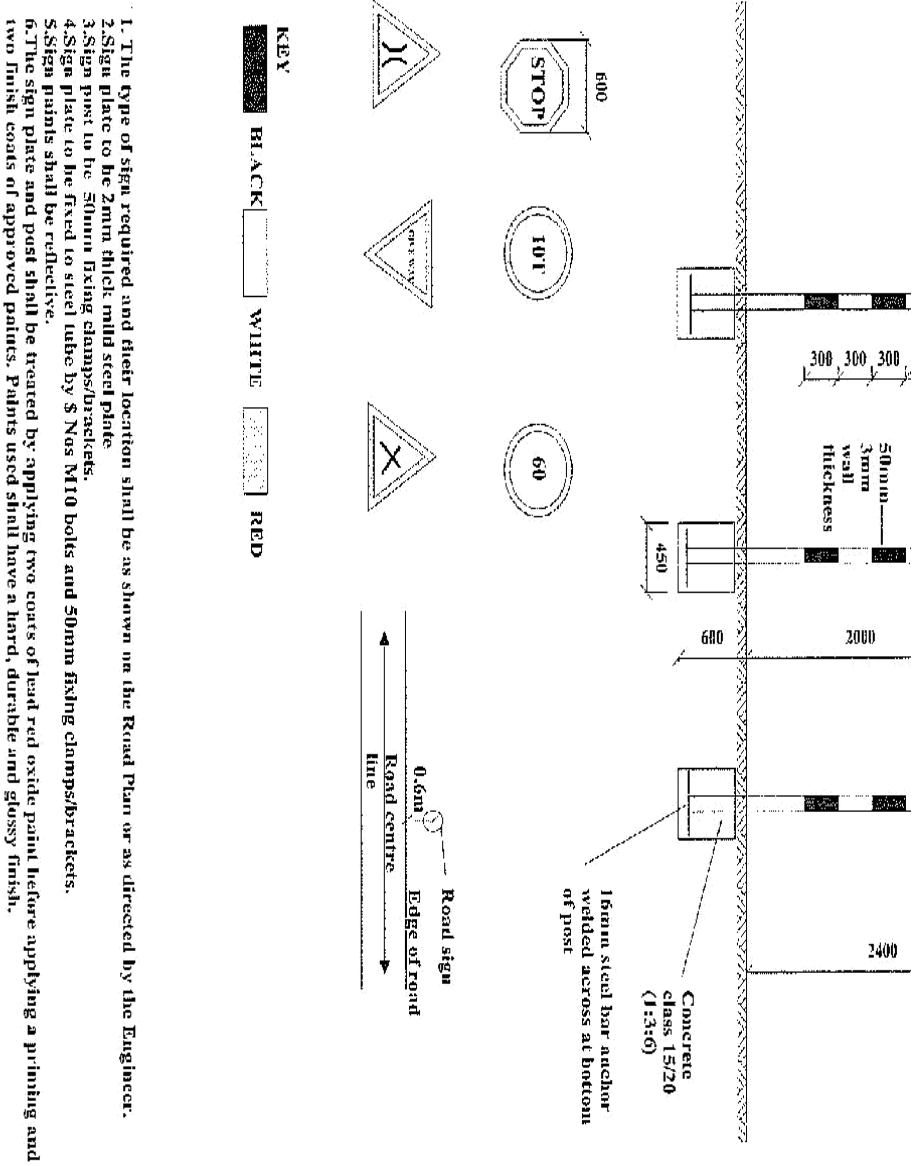 300 300 300
50mm
3mm
wall
thickness
2000
2400
450
600
16mm steel bar anchor
welded across at bottom
of post
Concrete
class 15/20
(1:3:6)
600
STOP
10T
60
GIVE WAY
Road sign
0.6m
Edge of road
Road centre
line
KEY
BLACK
WHITE
RED
1. The type of sign required and their location shall be as shown on the Road Plan or as directed by the Engineer.
2.Sign plate to be 2mm thick mild steel plate
3.Sign post to be 50mm fixing clamps/brackets.
4.Sign plate to be fixed to steel tube by $ Nos M10 bolts and 50mm fixing clamps/brackets.
5.Sign paints shall be reflective.
6.The sign plate and post shall be treated by applying two coats of lead red oxide paint before applying a priming and
two finish coats of approved paints. Paints used shall have a hard, durable and glossy finish.